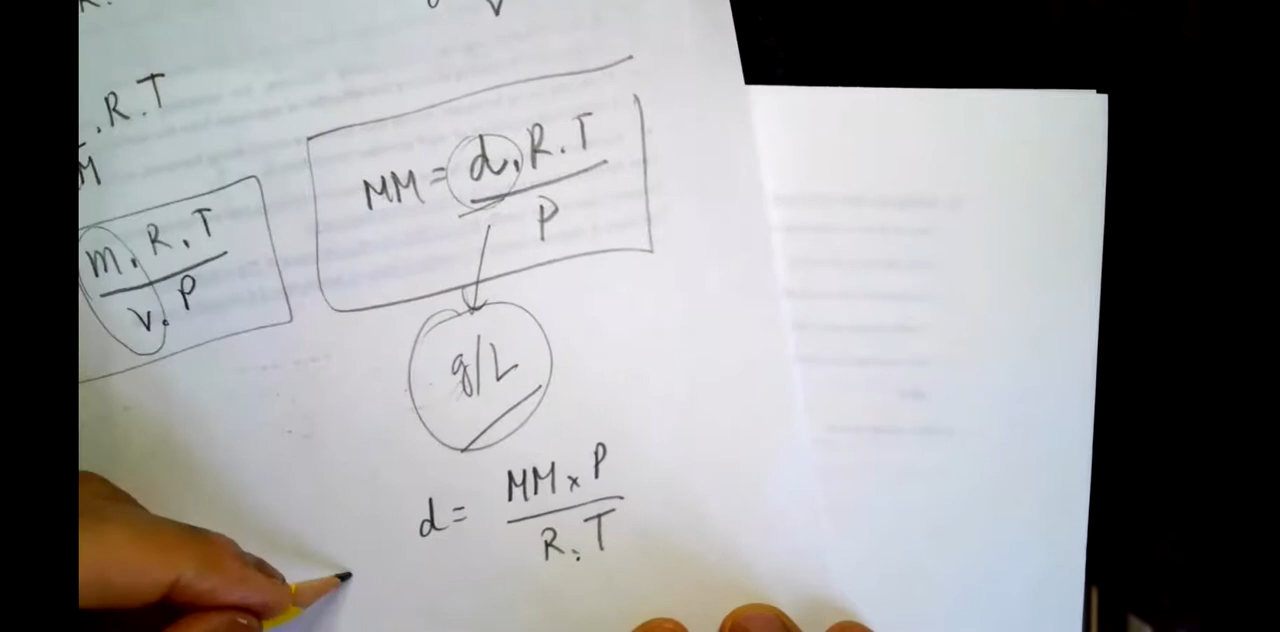 . R. T
M
m. R. T
V. P
MM = d. R. T
P
g/L
d = MM x P
R. T